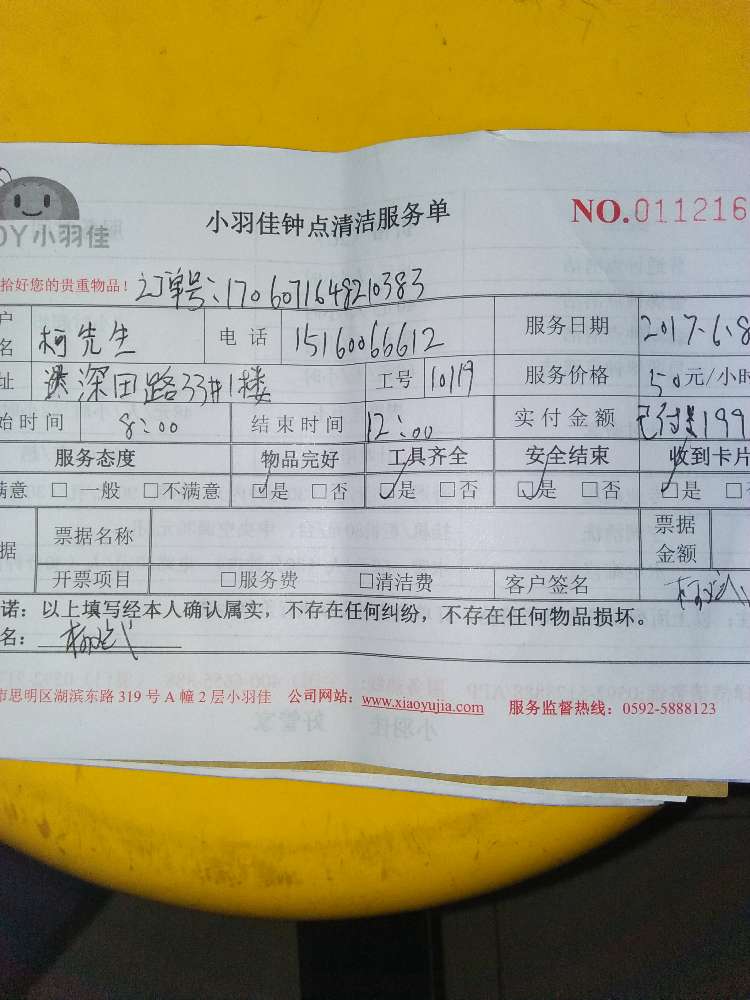 小羽佳钟点清洁服务单 NO.011216
OY小羽佳
拾好您的贵重物品！ 订单号：1706071648210383
户名 柯先生 电话 15160066612 服务日期 2017.6.8
址 深田路33#1楼 工号 10119 服务价格 50元/小时
始时间 8:00 结束时间 12:00 实付金额 已付 199
服务态度 物品完好 工具齐全 安全结束 收到卡片
满意 □一般 □不满意 ☑是 □否 ☑是 □否 ☑是 □否 ☑是 □
据 票据名称 票据金额
开票项目 □服务费 □清洁费 客户签名
诺：以上填写经本人确认属实，不存在任何纠纷，不存在任何物品损坏。
名：
市思明区湖滨东路 319 号 A 幢 2 层小羽佳 公司网站：www.xiaoyujia.com 服务监督热线：0592-5888123